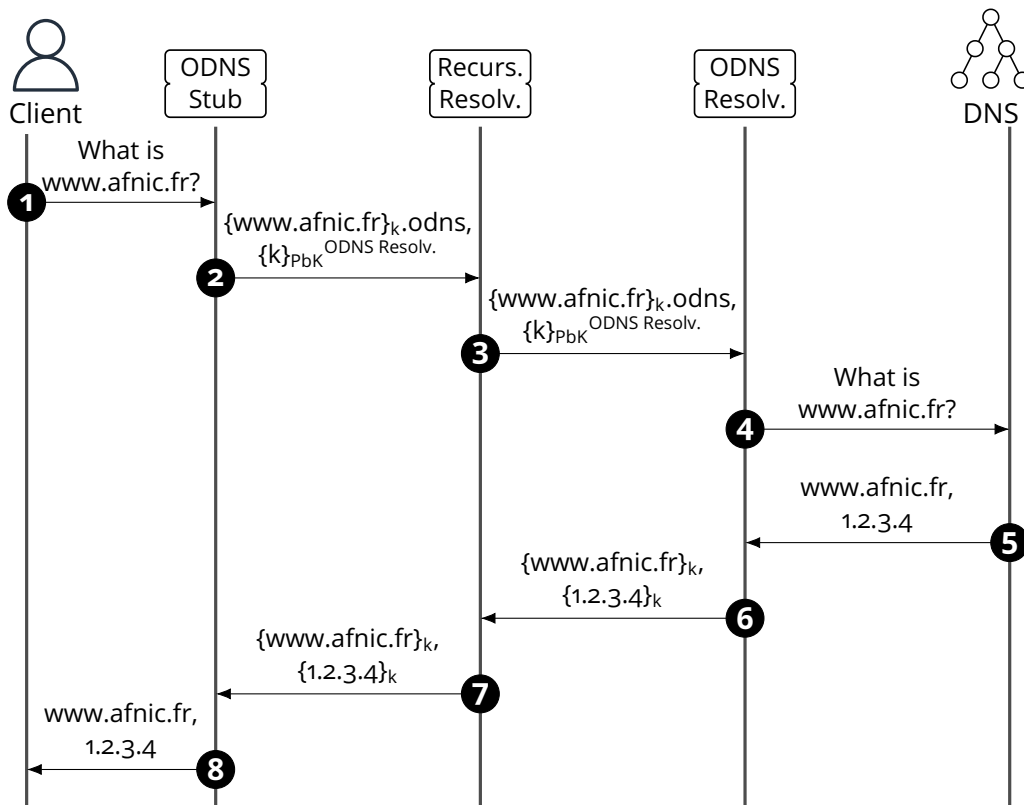 Client
ODNS
Stub
Recurs.
Resolv.
ODNS
Resolv.
DNS
What is
www.afnic.fr?
1
{www.afnic.fr}k.odns,
{k}PbK ODNS Resolv.
2
{www.afnic.fr}k.odns,
{k}PbK ODNS Resolv.
3
What is
www.afnic.fr?
4
www.afnic.fr,
1.2.3.4
5
{www.afnic.fr}k,
{1.2.3.4}k
6
{www.afnic.fr}k,
{1.2.3.4}k
7
www.afnic.fr,
1.2.3.4
8